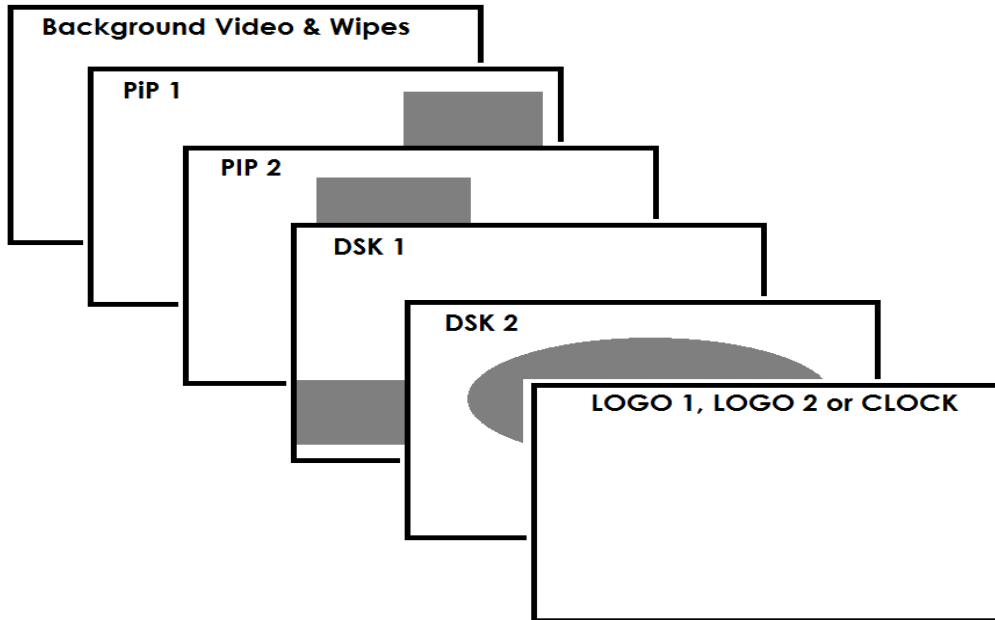 Background Video & Wipes
PiP 1
PIP 2
DSK 1
DSK 2
LOGO 1, LOGO 2 or CLOCK